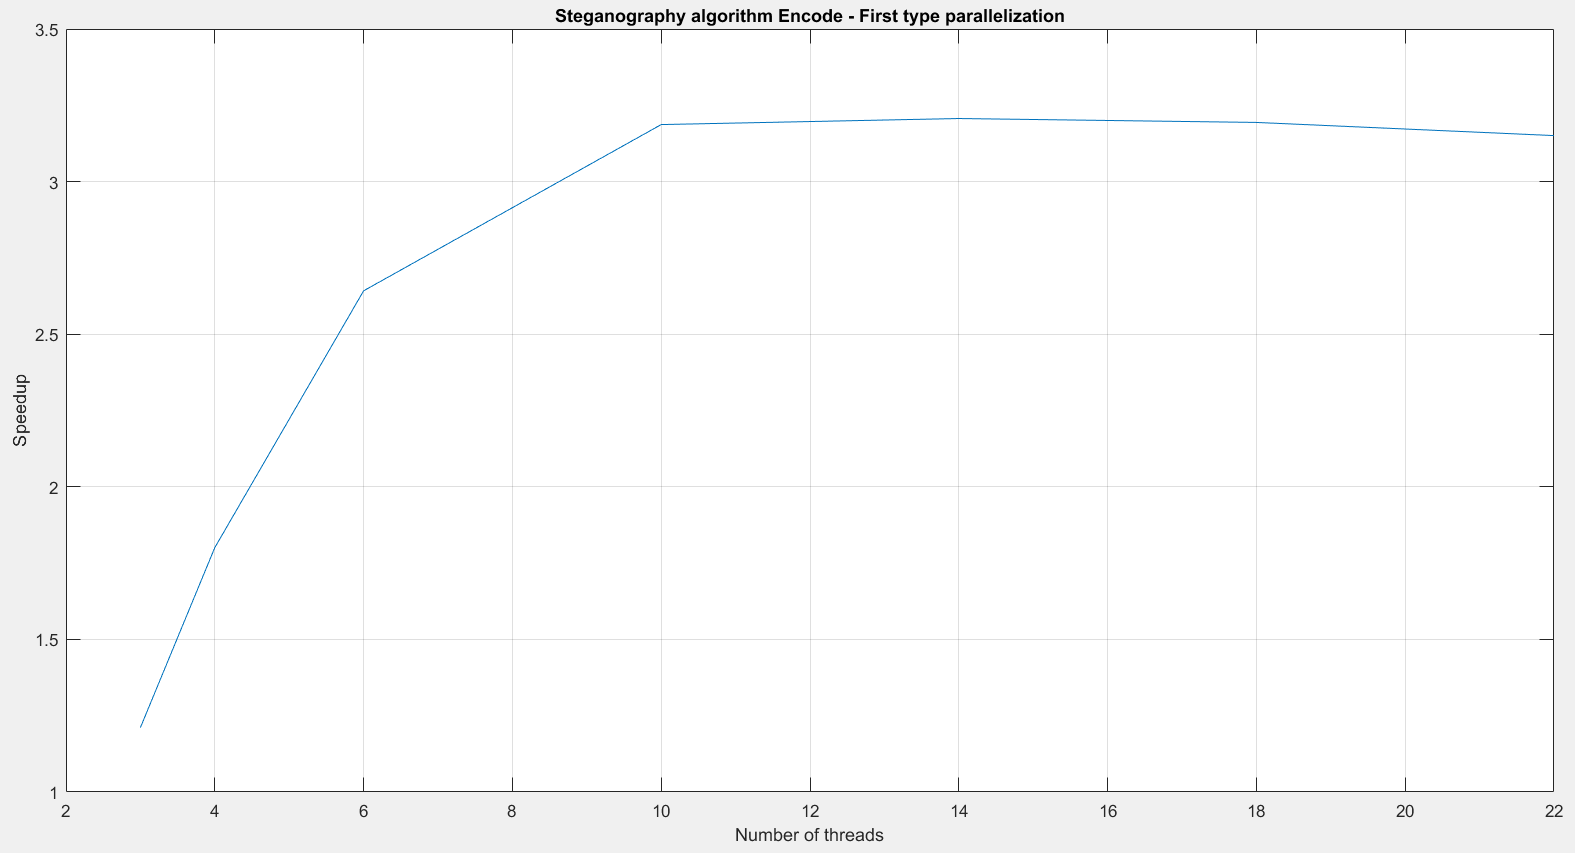 Steganography algorithm Encode - First type parallelization
3.5
3
2.5
2
1.5
1
Speedup
2 4 6 8 10 12 14 16 18 20 22
Number of threads